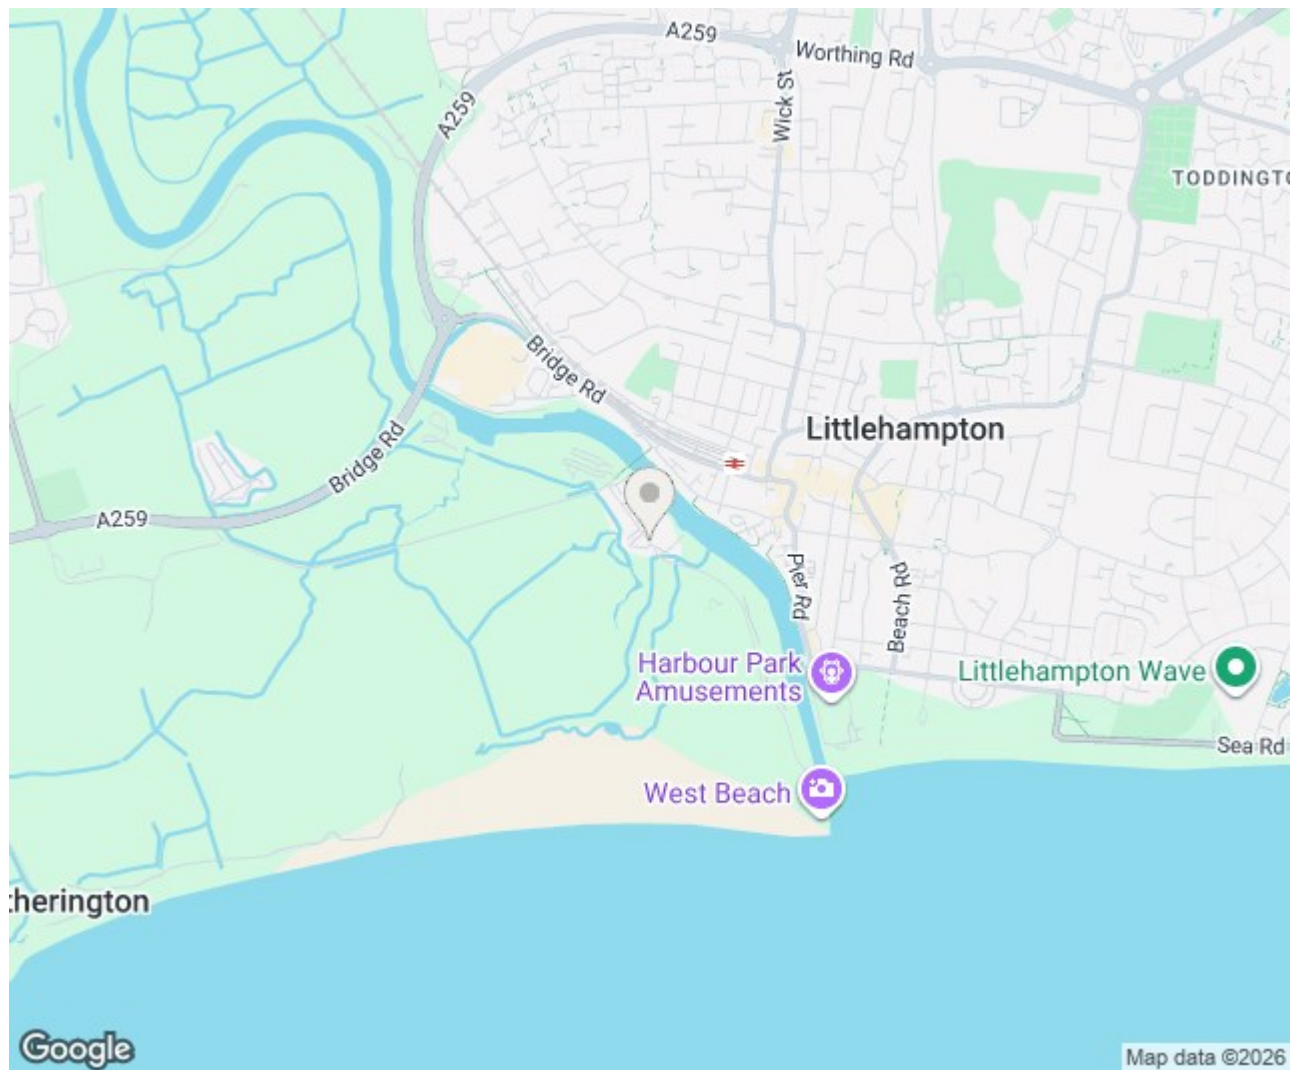 A259
Worthing Rd
A259
Wick St
TODDINGTO
Bridge Rd
Littlehampton
Bridge Rd
A259
Pier Rd
Beach Rd
Harbour Park
Amusements
Littlehampton Wave
Sea Rd
West Beach
therington
Google
Map data ©2026